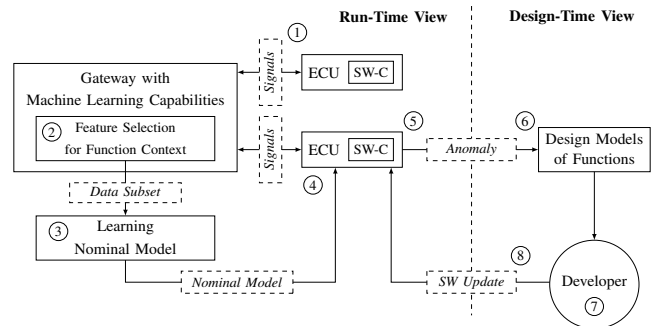 Run-Time View
Design-Time View
1
Signals
ECU
SW-C
Gateway with
Machine Learning Capabilities
2
Feature Selection
for Function Context
Signals
ECU
SW-C
5
6
Anomaly
Design Models
of Functions
4
Data Subset
3
Learning
Nominal Model
Nominal Model
8
SW Update
Developer
7